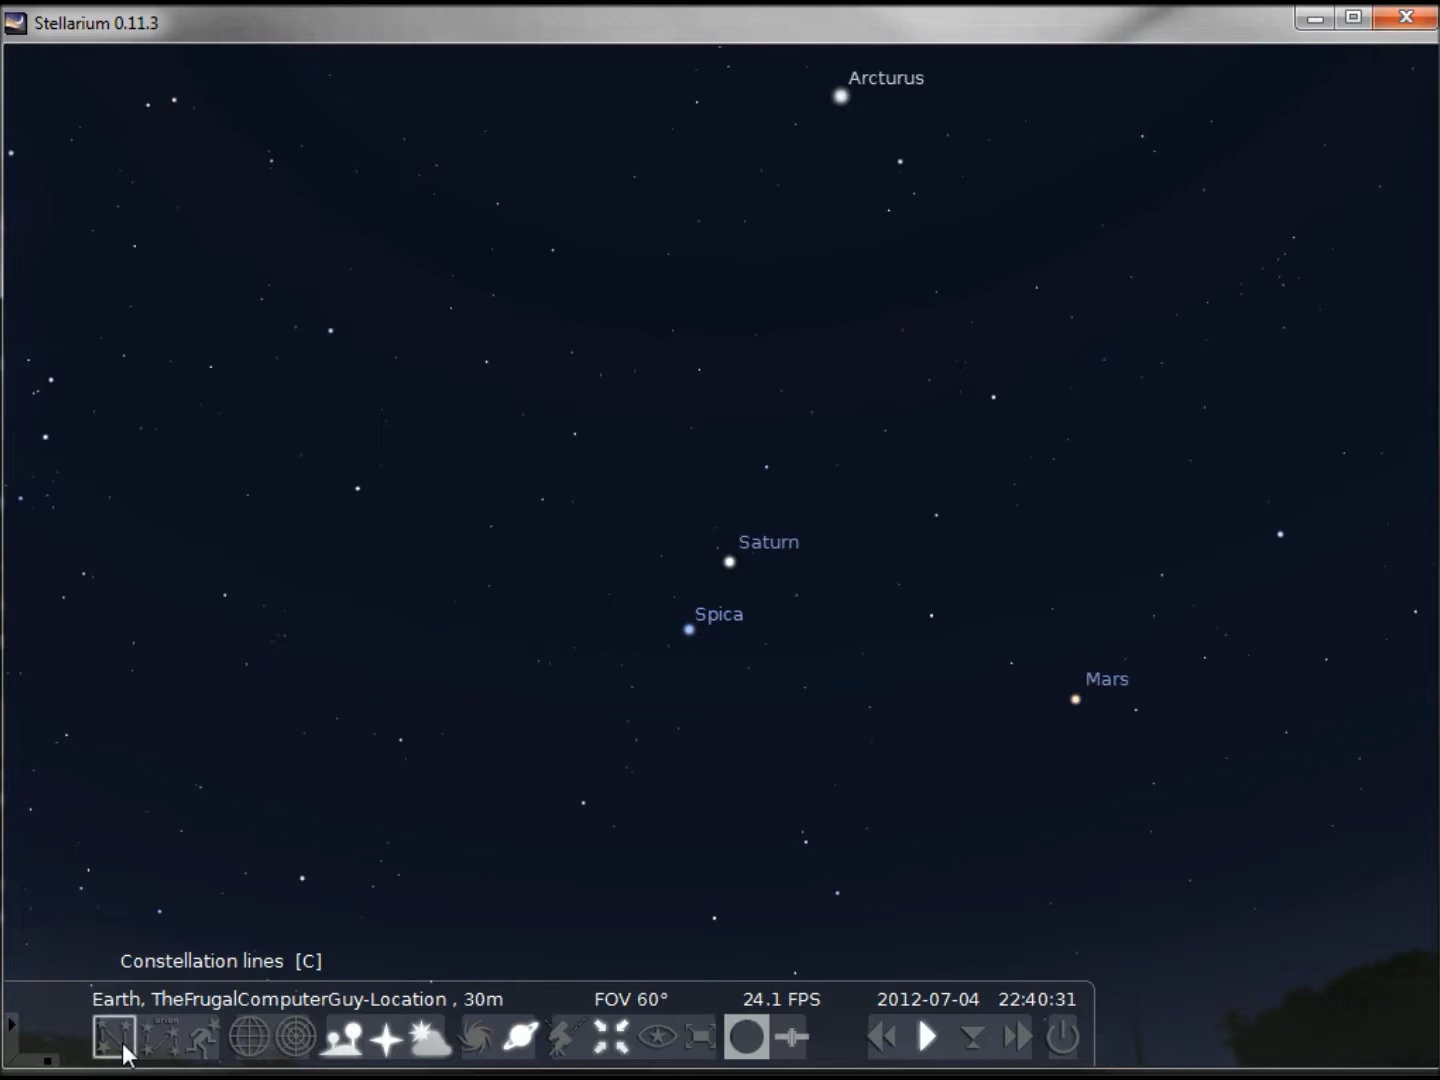 Stellarium 0.11.3
Arcturus
Saturn
Spica
Mars
Constellation lines [C]
Earth, TheFrugalComputerGuy-Location , 30m FOV 60° 24.1 FPS 2012-07-04 22:40:31